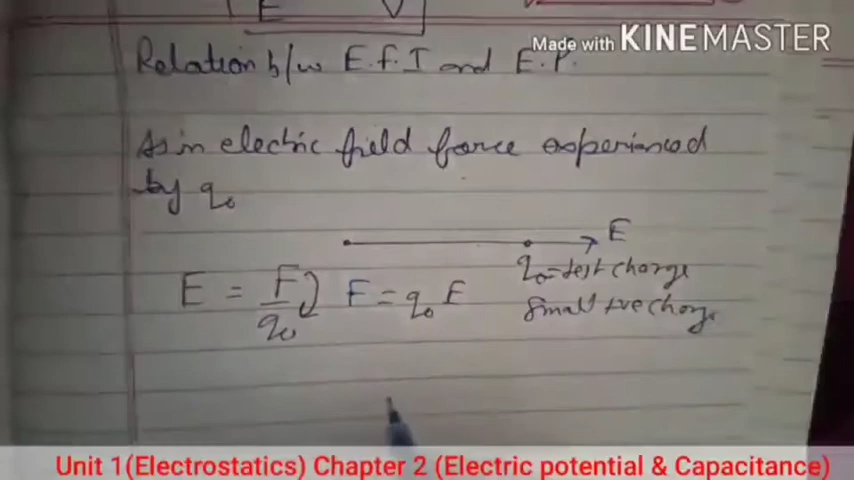 E V
Made with KINEMASTER
Relation b/w E.F.I and E.P.
As in electric field force experienced
by q₀
E
q₀=test charge
E = F/q₀ F = q₀ E
Small +ve charge
Unit 1(Electrostatics) Chapter 2 (Electric potential & Capacitance)